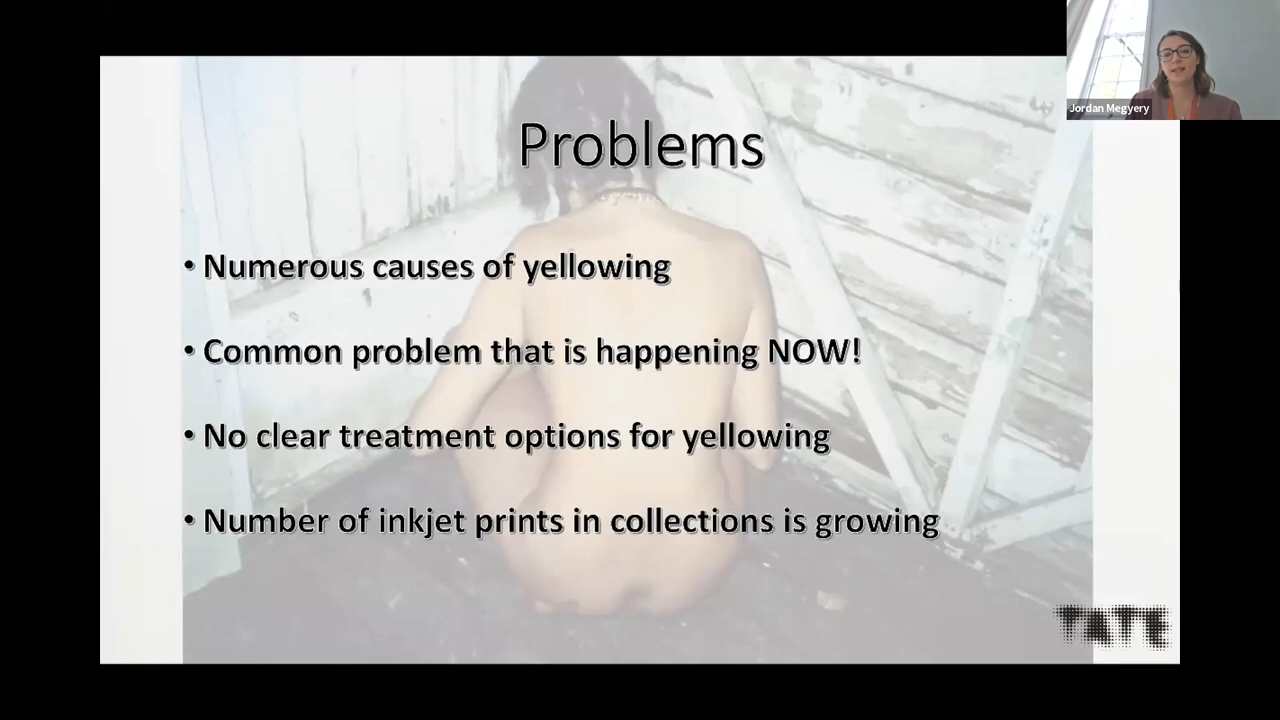 Jordan Megyery
Problems
• Numerous causes of yellowing
• Common problem that is happening NOW!
• No clear treatment options for yellowing
• Number of inkjet prints in collections is growing
TATE